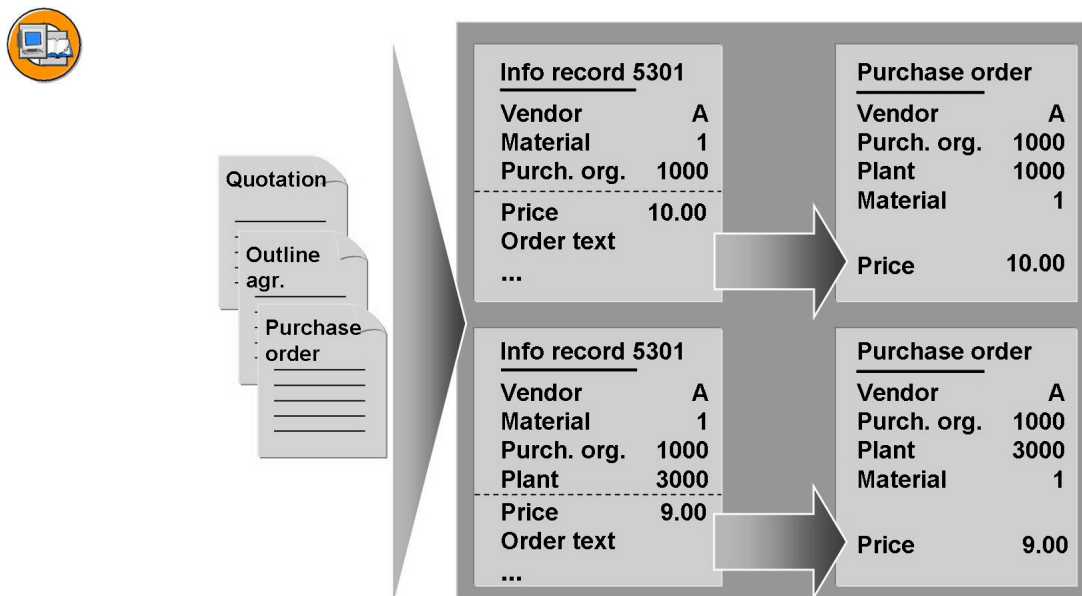 Quotation
Outline
agr.
Purchase
order
Info record 5301
Vendor A
Material 1
Purch. org. 1000
Price 10.00
Order text
...
Purchase order
Vendor A
Purch. org. 1000
Plant 1000
Material 1
Price 10.00
Info record 5301
Vendor A
Material 1
Purch. org. 1000
Plant 3000
Price 9.00
Order text
...
Purchase order
Vendor A
Purch. org. 1000
Plant 3000
Material 1
Price 9.00